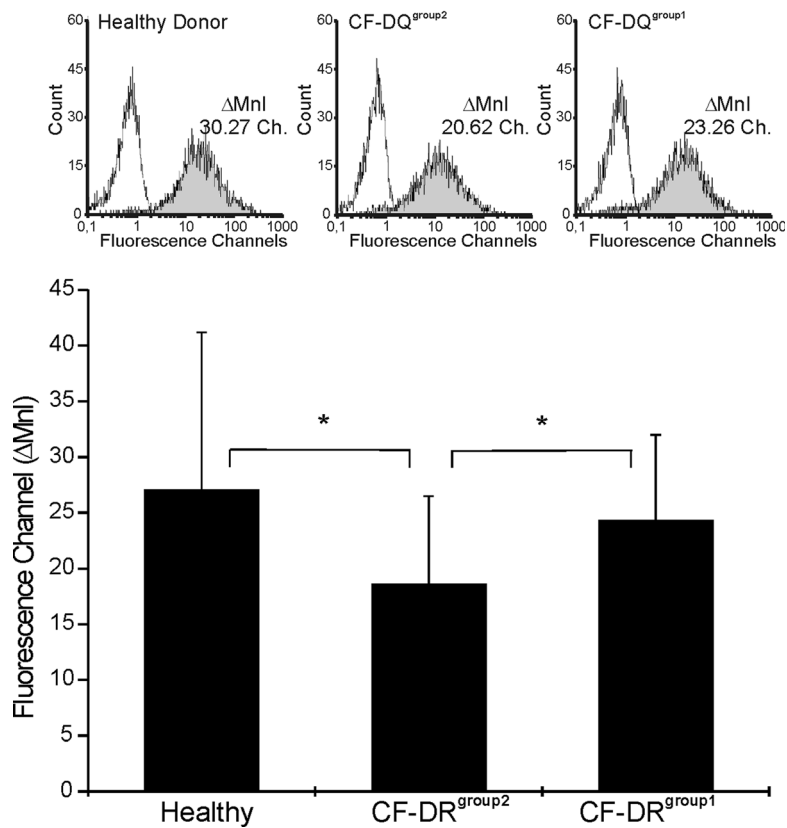 Healthy Donor
60
45
30
15
0
Count
ΔMnI
30.27 Ch.
0,1 1 10 100 1000
Fluorescence Channels
CF-DQgroup2
60
45
30
15
0
Count
ΔMnI
20.62 Ch.
0,1 1 10 100 1000
Fluorescence Channels
CF-DQgroup1
60
45
30
15
0
Count
ΔMnI
23.26 Ch.
0,1 1 10 100 1000
Fluorescence Channels
45
40
35
30
25
20
15
10
5
0
Fluorescence Channel (ΔMnI)
* *
Healthy CF-DRgroup2 CF-DRgroup1